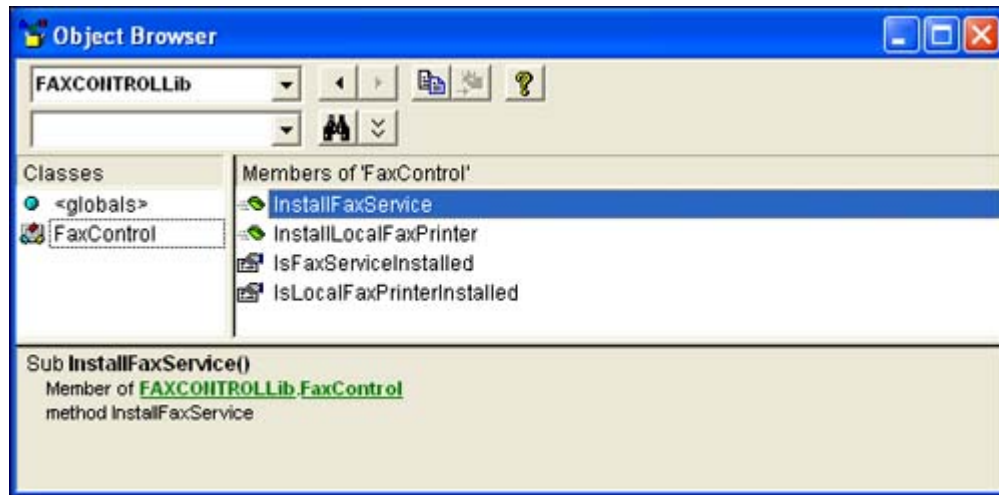 Object Browser
FAXCONTROLLib
Classes
Members of 'FaxControl'
<globals>
InstallFaxService
FaxControl
InstallLocalFaxPrinter
IsFaxServiceInstalled
IsLocalFaxPrinterInstalled
Sub InstallFaxService()
Member of FAXCONTROLLib.FaxControl
method InstallFaxService